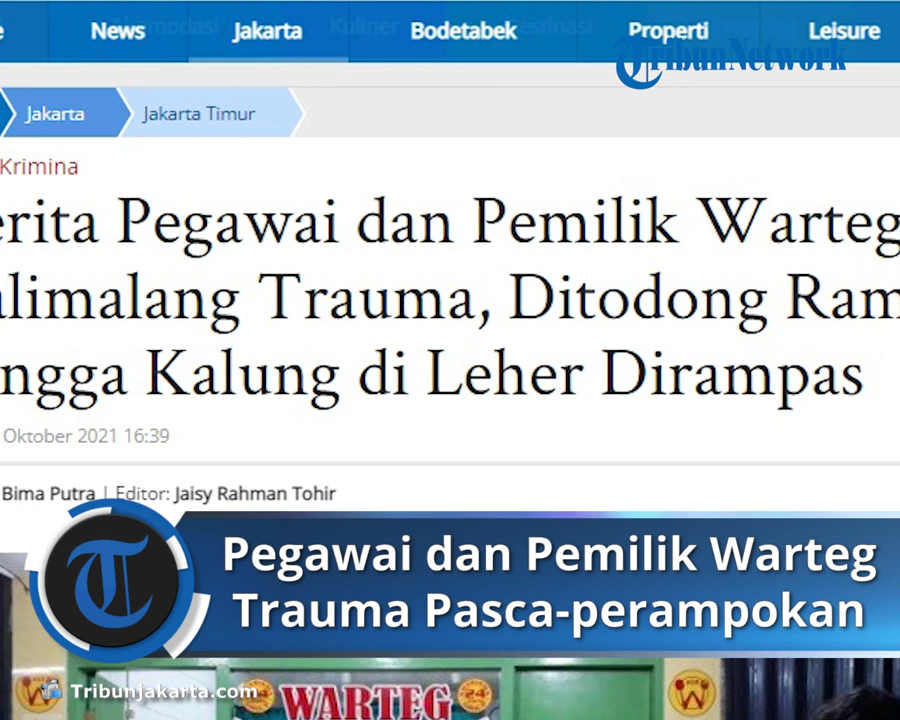 News Jakarta Bodetabek Properti Leisure
TribunNetwork
Jakarta Jakarta Timur
Krimina
erita Pegawai dan Pemilik Warteg
alimalang Trauma, Ditodong Ram
ngga Kalung di Leher Dirampas
Oktober 2021 16:39
Bima Putra | Editor: Jaisy Rahman Tohir
Pegawai dan Pemilik Warteg
Trauma Pasca-perampokan
Tribunjakarta.com
WARTEG
24